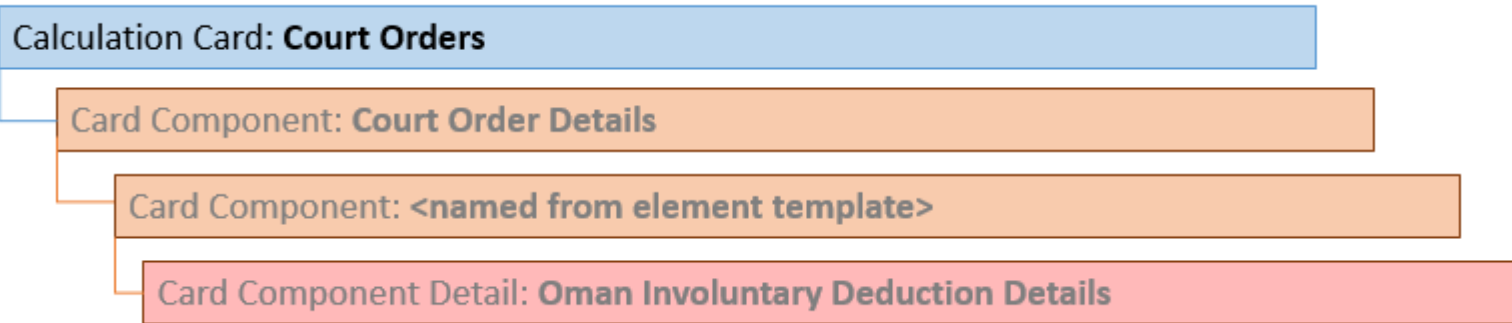 Calculation Card: Court Orders
Card Component: Court Order Details
Card Component: <named from element template>
Card Component Detail: Oman Involuntary Deduction Details